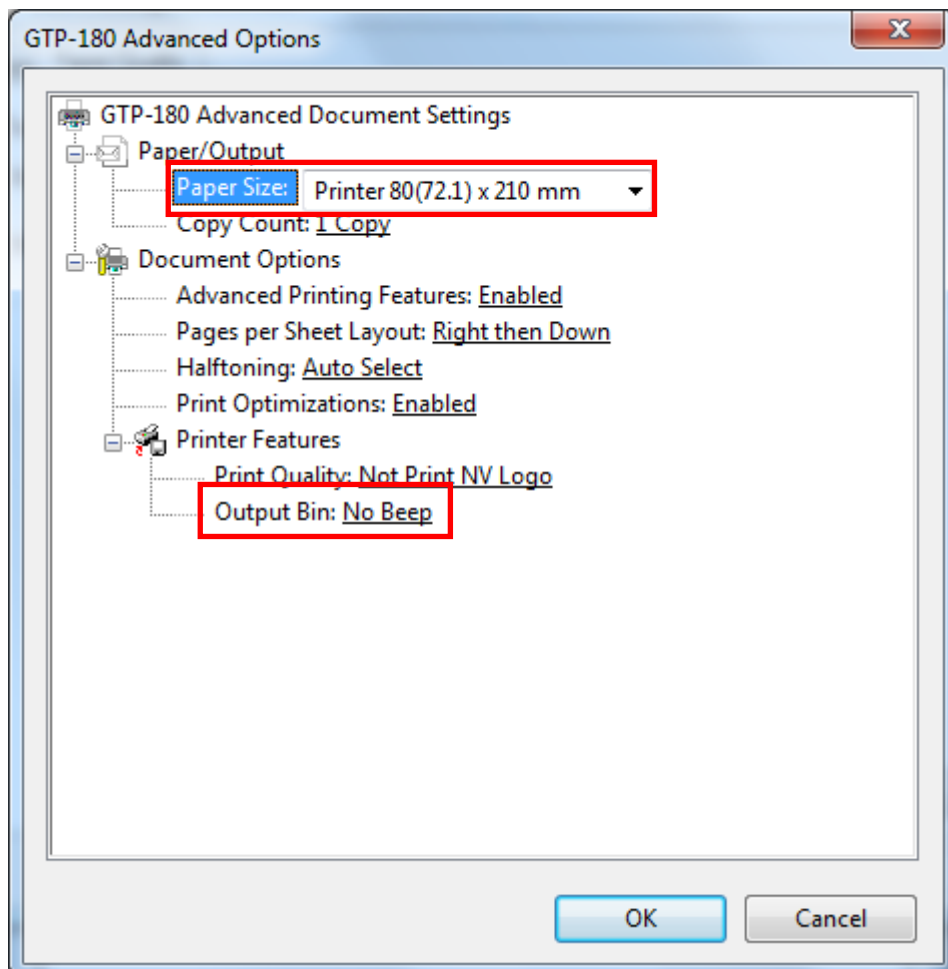 GTP-180 Advanced Options
GTP-180 Advanced Document Settings
Paper/Output
Paper Size: Printer 80(72.1) x 210 mm
Copy Count: 1 Copy
Document Options
Advanced Printing Features: Enabled
Pages per Sheet Layout: Right then Down
Halftoning: Auto Select
Print Optimizations: Enabled
Printer Features
Print Quality: Not Print NV Logo
Output Bin: No Beep
OK Cancel